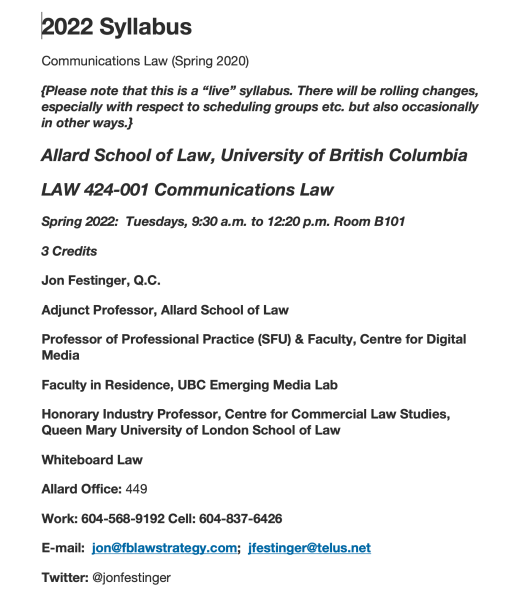 2022 Syllabus
Communications Law (Spring 2020)
{Please note that this is a “live” syllabus. There will be rolling changes,
especially with respect to scheduling groups etc. but also occasionally
in other ways.}
Allard School of Law, University of British Columbia
LAW 424-001 Communications Law
Spring 2022:  Tuesdays, 9:30 a.m. to 12:20 p.m. Room B101
3 Credits
Jon Festinger, Q.C.
Adjunct Professor, Allard School of Law
Professor of Professional Practice (SFU) & Faculty, Centre for Digital
Media
Faculty in Residence, UBC Emerging Media Lab
Honorary Industry Professor, Centre for Commercial Law Studies,
Queen Mary University of London School of Law
Whiteboard Law
Allard Office: 449
Work: 604-568-9192 Cell: 604-837-6426
E-mail:  jon@fblawstrategy.com;  jfestinger@telus.net
Twitter: @jonfestinger